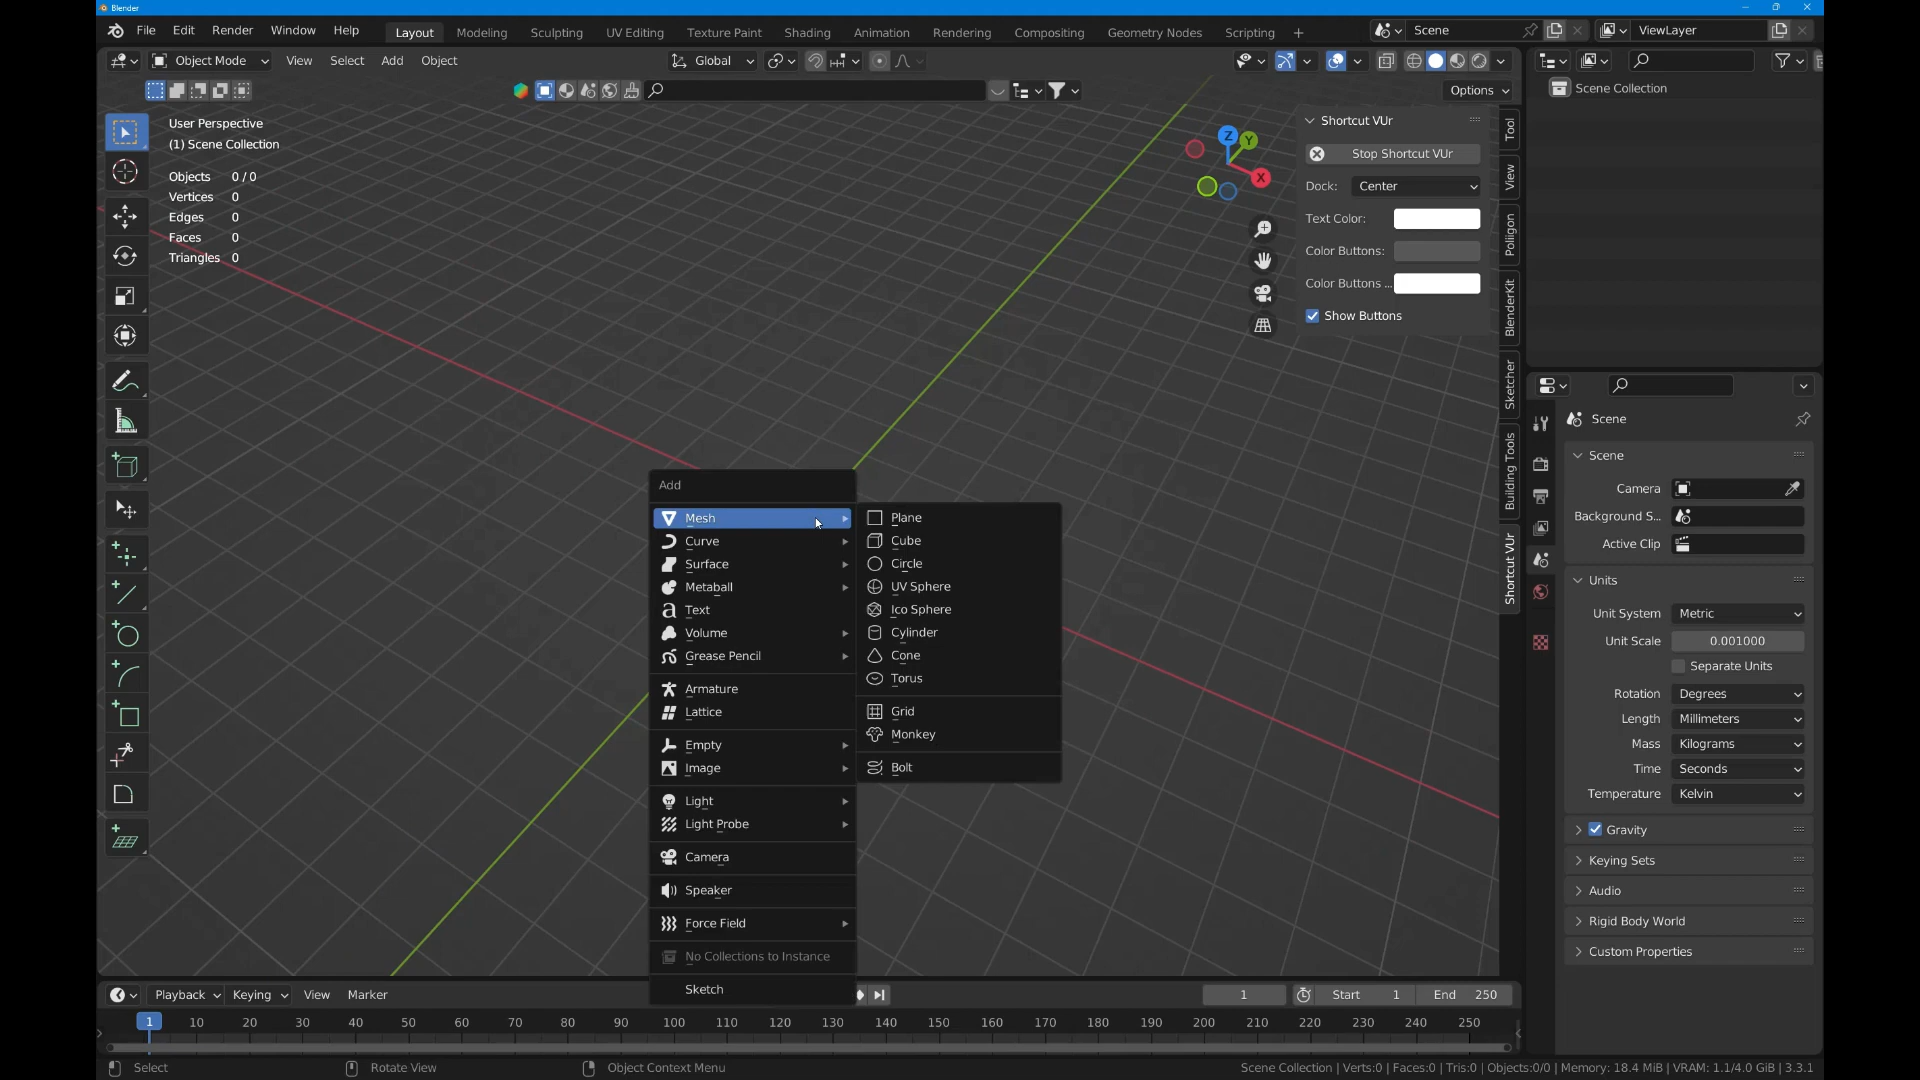 Blender
File Edit Render Window Help Layout Modeling Sculpting UV Editing Texture Paint Shading Animation Rendering Compositing Geometry Nodes Scripting + Scene ViewLayer
Object Mode View Select Add Object Global
Options
Scene Collection
User Perspective
(1) Scene Collection
Objects 0 / 0
Vertices 0
Edges 0
Faces 0
Triangles 0
Z
Y
X
Shortcut VUr
Stop Shortcut VUr
Dock: Center
Text Color:
Color Buttons:
Color Buttons ...
Show Buttons
Tool
View
Poliigon
BlenderKit
Sketcher
Building Tools
Shortcut VUr
Add
Mesh
Curve
Surface
Metaball
Text
Volume
Grease Pencil
Armature
Lattice
Empty
Image
Light
Light Probe
Camera
Speaker
Force Field
No Collections to Instance
Sketch
Plane
Cube
Circle
UV Sphere
Ico Sphere
Cylinder
Cone
Torus
Grid
Monkey
Bolt
Scene
Scene
Camera
Background S...
Active Clip
Units
Unit System Metric
Unit Scale 0.001000
Separate Units
Rotation Degrees
Length Millimeters
Mass Kilograms
Time Seconds
Temperature Kelvin
Gravity
Keying Sets
Audio
Rigid Body World
Custom Properties
Playback Keying View Marker 1 Start 1 End 250
1 10 20 30 40 50 60 70 80 90 100 110 120 130 140 150 160 170 180 190 200 210 220 230 240 250
Select Rotate View Object Context Menu Scene Collection | Verts:0 | Faces:0 | Tris:0 | Objects:0/0 | Memory: 18.4 MiB | VRAM: 1.1/4.0 GiB | 3.3.1